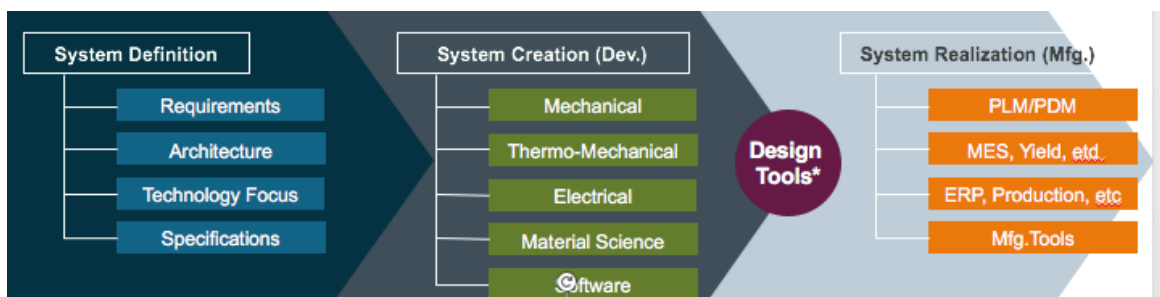 System Definition
Requirements
Architecture
Technology Focus
Specifications
System Creation (Dev.)
Mechanical
Thermo-Mechanical
Electrical
Material Science
Software
Design
Tools*
System Realization (Mfg.)
PLM/PDM
MES, Yield, etd.
ERP, Production, etc
Mfg.Tools